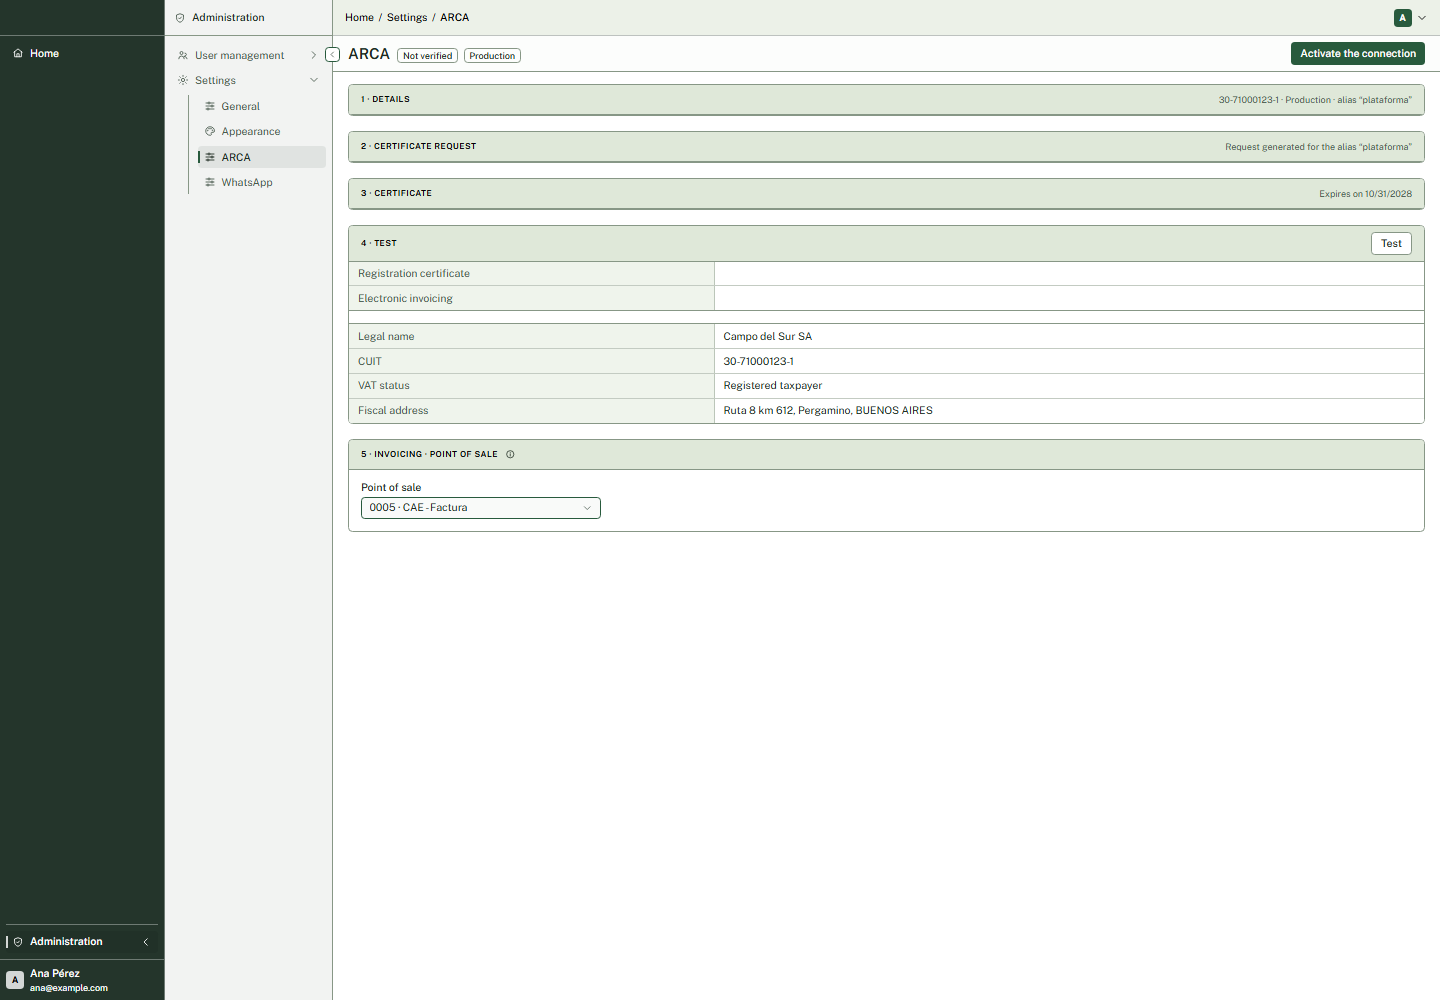 Home
Administration
Ana Pérez
ana@example.com
A
Administration
User management
Settings
General
Appearance
ARCA
WhatsApp
Home / Settings / ARCA
A
ARCA
Not verified
Production
Activate the connection
1 · DETAILS
30-71000123-1 · Production · alias “plataforma”
2 · CERTIFICATE REQUEST
Request generated for the alias “plataforma”
3 · CERTIFICATE
Expires on 10/31/2028
4 · TEST
Test
Registration certificate
Electronic invoicing
Legal name
Campo del Sur SA
CUIT
30-71000123-1
VAT status
Registered taxpayer
Fiscal address
Ruta 8 km 612, Pergamino, BUENOS AIRES
5 · INVOICING · POINT OF SALE
Point of sale
0005 · CAE - Factura